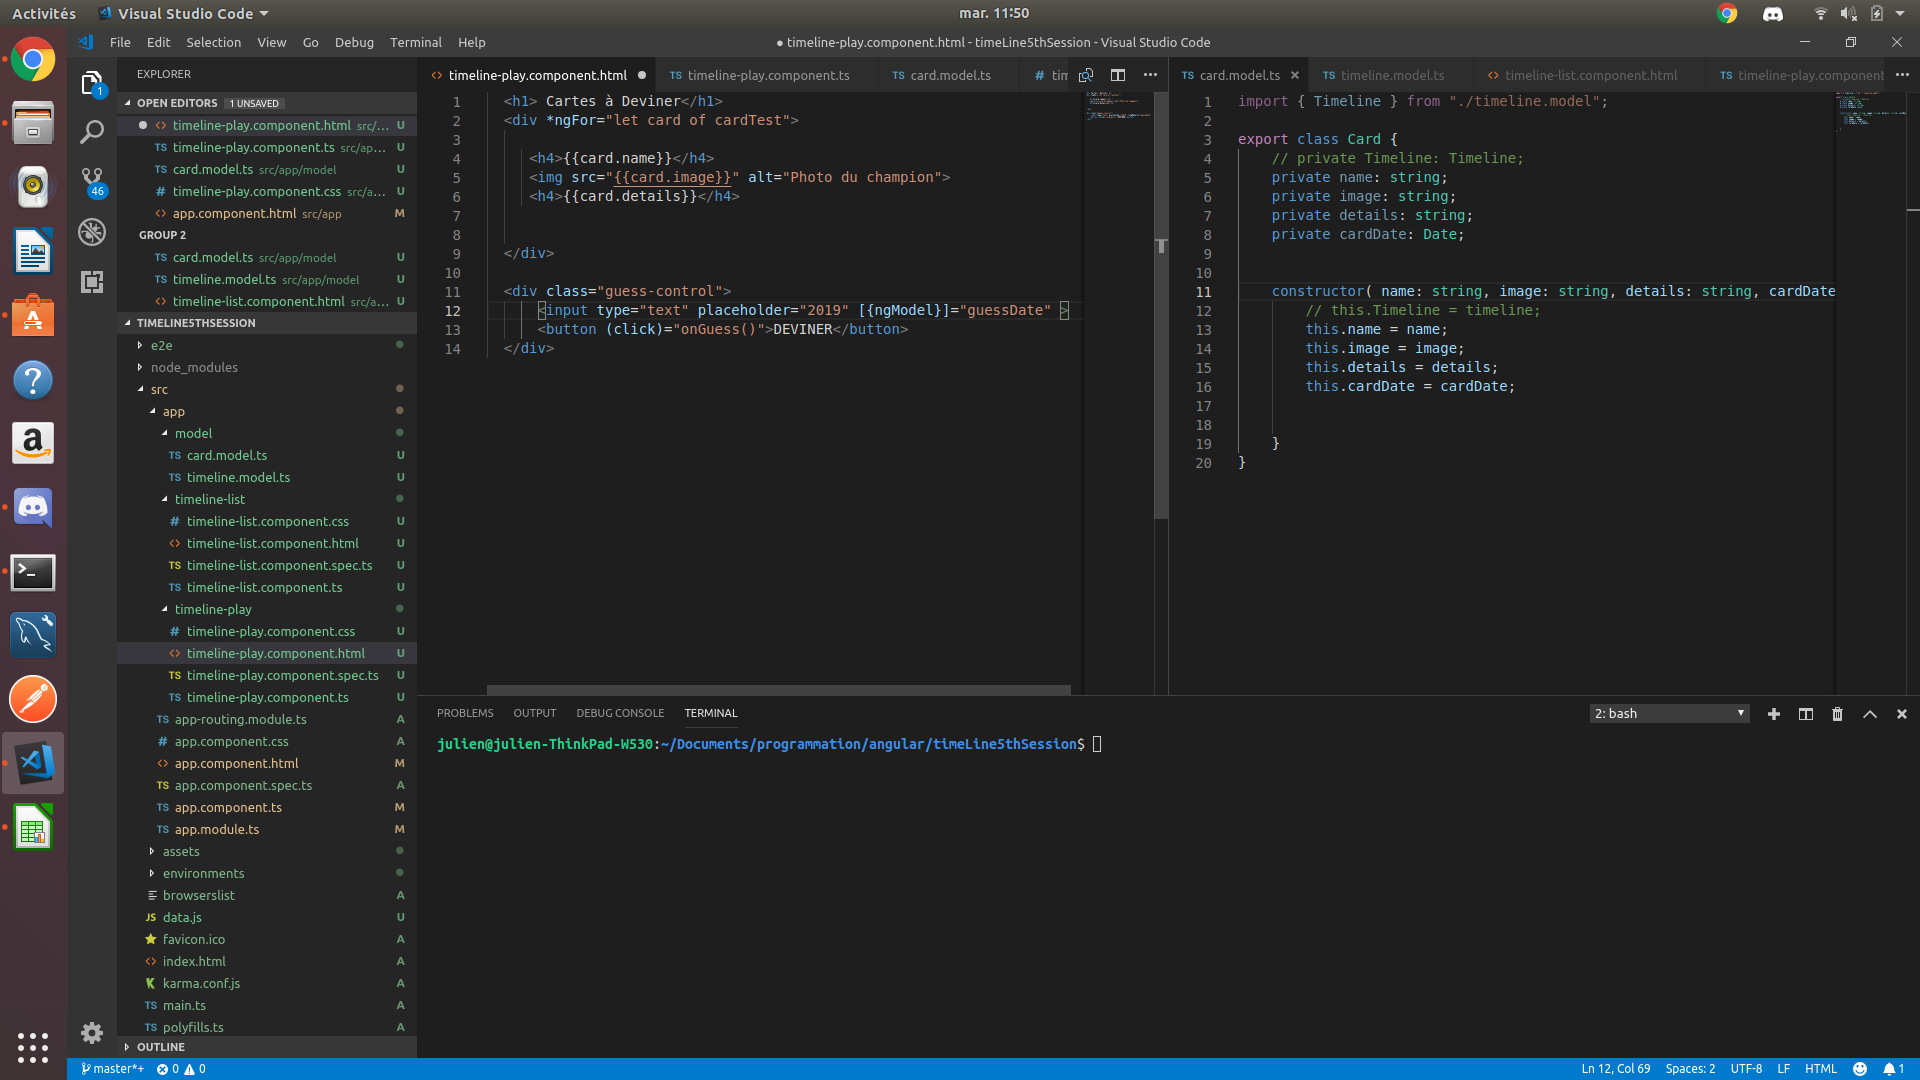 Activités
Visual Studio Code
mar. 11:50
File Edit Selection View Go Debug Terminal Help
● timeline-play.component.html - timeLine5thSession - Visual Studio Code
EXPLORER
OPEN EDITORS 1 UNSAVED
timeline-play.component.html src/... U
TS timeline-play.component.ts src/ap... U
TS card.model.ts src/app/model U
# timeline-play.component.css src/a... U
app.component.html src/app M
GROUP 2
TS card.model.ts src/app/model U
TS timeline.model.ts src/app/model U
timeline-list.component.html src/a... U
TIMELINE5THSESSION
e2e
node_modules
src
app
model
TS card.model.ts U
TS timeline.model.ts U
timeline-list
# timeline-list.component.css U
timeline-list.component.html U
TS timeline-list.component.spec.ts U
TS timeline-list.component.ts U
timeline-play
# timeline-play.component.css U
timeline-play.component.html U
TS timeline-play.component.spec.ts U
TS timeline-play.component.ts U
TS app-routing.module.ts A
# app.component.css A
app.component.html M
TS app.component.spec.ts A
TS app.component.ts M
TS app.module.ts M
assets
environments
browserslist A
JS data.js U
favicon.ico A
index.html A
karma.conf.js A
TS main.ts A
TS polyfills.ts A
OUTLINE
1
46
timeline-play.component.html ● TS timeline-play.component.ts TS card.model.ts # tim
1 <h1> Cartes à Deviner</h1>
2 <div *ngFor="let card of cardTest">
3
4 <h4>{{card.name}}</h4>
5 <img src="{{card.image}}" alt="Photo du champion">
6 <h4>{{card.details}}</h4>
7
8
9 </div>
10
11 <div class="guess-control">
12 <input type="text" placeholder="2019" [{ngModel}]="guessDate" >
13 <button (click)="onGuess()">DEVINER</button>
14 </div>
TS card.model.ts × TS timeline.model.ts timeline-list.component.html TS timeline-play.component
1 import { Timeline } from "./timeline.model";
2
3 export class Card {
4 // private Timeline: Timeline;
5 private name: string;
6 private image: string;
7 private details: string;
8 private cardDate: Date;
9
10
11 constructor( name: string, image: string, details: string, cardDate
12 // this.Timeline = timeline;
13 this.name = name;
14 this.image = image;
15 this.details = details;
16 this.cardDate = cardDate;
17
18
19 }
20 }
PROBLEMS OUTPUT DEBUG CONSOLE TERMINAL
2: bash
julien@julien-ThinkPad-W530:~/Documents/programmation/angular/timeLine5thSession$
master*+ 0 0
Ln 12, Col 69 Spaces: 2 UTF-8 LF HTML 1